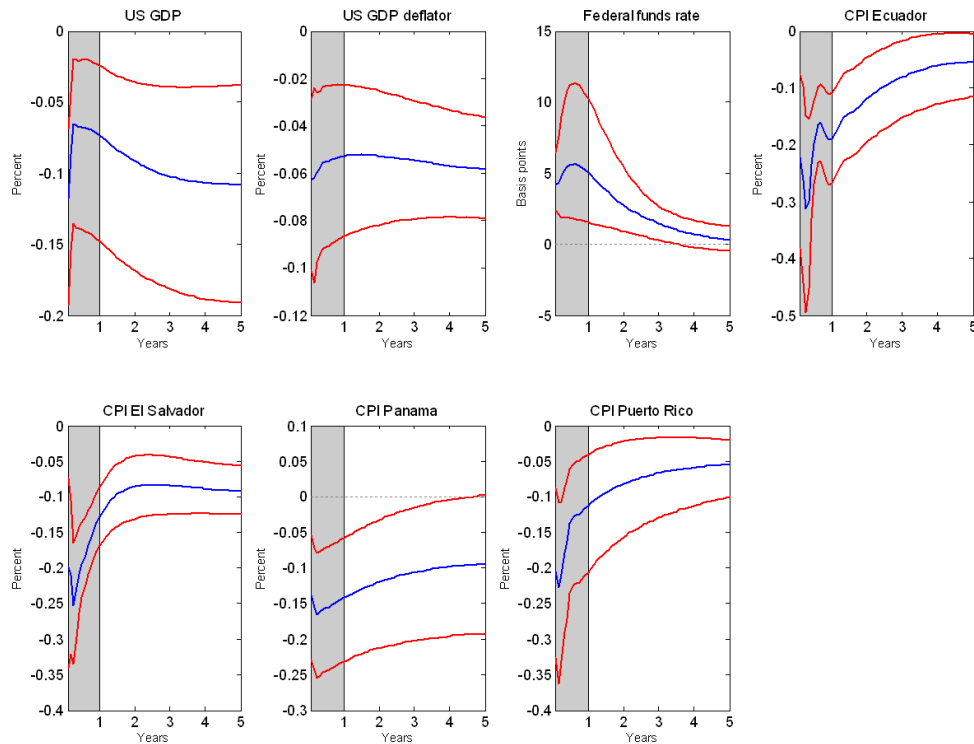 US GDP
0
-0.05
-0.1
-0.15
-0.2
Percent
1 2 3 4 5
Years
US GDP deflator
0
-0.02
-0.04
-0.06
-0.08
-0.1
-0.12
Percent
1 2 3 4 5
Years
Federal funds rate
15
10
5
0
-5
Basis points
1 2 3 4 5
Years
CPI Ecuador
0
-0.1
-0.2
-0.3
-0.4
-0.5
Percent
1 2 3 4 5
Years
CPI El Salvador
0
-0.05
-0.1
-0.15
-0.2
-0.25
-0.3
-0.35
-0.4
Percent
1 2 3 4 5
Years
CPI Panama
0.1
0.05
0
-0.05
-0.1
-0.15
-0.2
-0.25
-0.3
Percent
1 2 3 4 5
Years
CPI Puerto Rico
0
-0.05
-0.1
-0.15
-0.2
-0.25
-0.3
-0.35
-0.4
Percent
1 2 3 4 5
Years